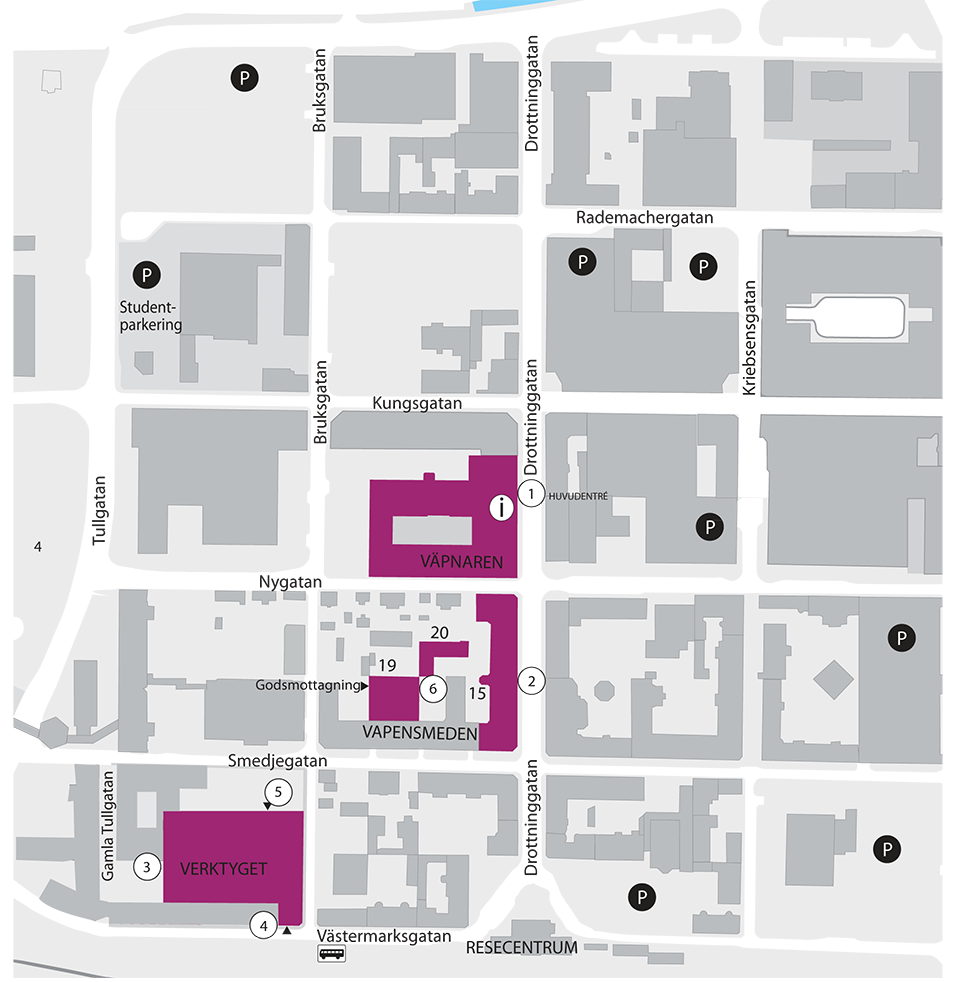 P
Bruksgatan
Drottninggatan
Rademachergatan
P
P
P
Student-
parkering
Kriebsensgatan
Bruksgatan
Drottninggatan
Kungsgatan
Tullgatan
i
1
HUVUDENTRÉ
P
4
VÄPNAREN
Nygatan
20
P
19
Godsmottagning
6
15
2
VAPENSMEDEN
Smedjegatan
Drottninggatan
Gamla Tullgatan
5
3
VERKTYGET
P
P
4
Västermarksgatan
RESECENTRUM